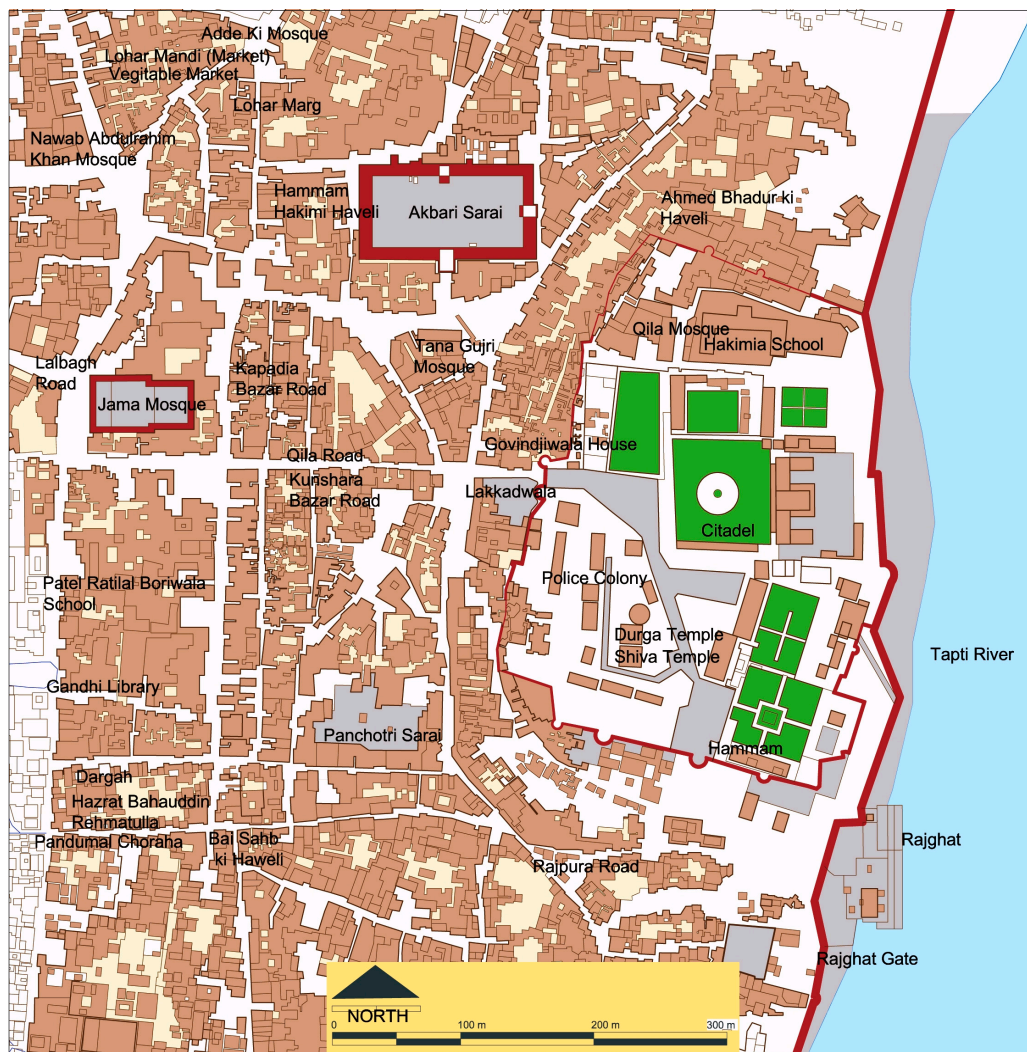 Adde Ki Mosque
Lohar Mandi (Market)
Vegitable Market
Lohar Marg
Nawab Abdulrahim
Khan Mosque
Hammam
Hakimi Haveli
Akbari Sarai
Ahmed Bhadur ki
Haveli
Qila Mosque
Hakimia School
Tana Gujri
Mosque
Lalbagh
Road
Kapadia
Bazar Road
Jama Mosque
Govindjiwala House
Qila Road
Kunshara
Bazar Road
Lakkadwala
Citadel
Police Colony
Patel Ratilal Boriwala
School
Durga Temple
Shiva Temple
Tapti River
Gandhi Library
Panchotri Sarai
Hammam
Dargah
Hazrat Bahauddin
Rehmatulla
Pandumal Choraha
Bai Sahb
ki Haweli
Rajghat
Rajpura Road
Rajghat Gate
NORTH
0 100 m 200 m 300 m